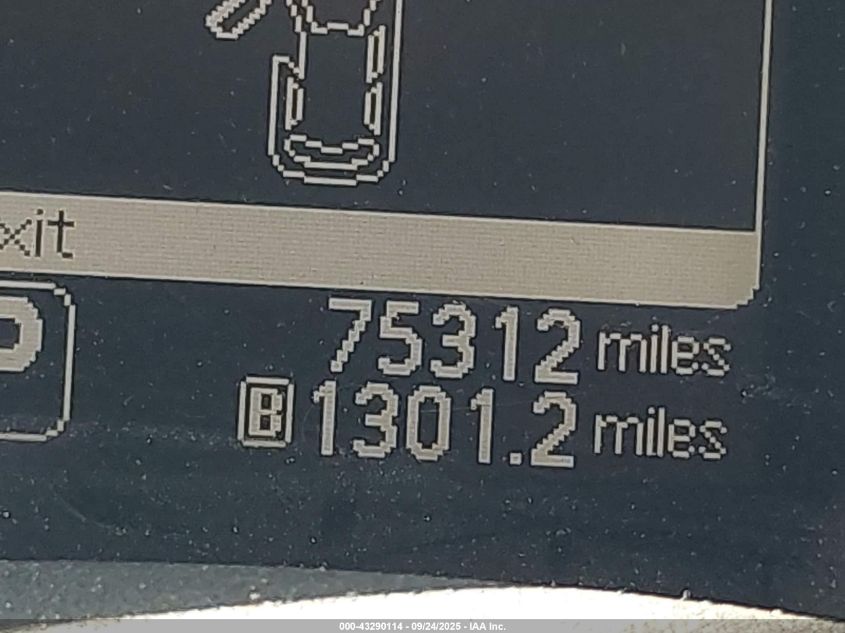 xit
P
75312 miles
B 1301.2 miles
000-43290114 - 09/24/2025 - IAA Inc.